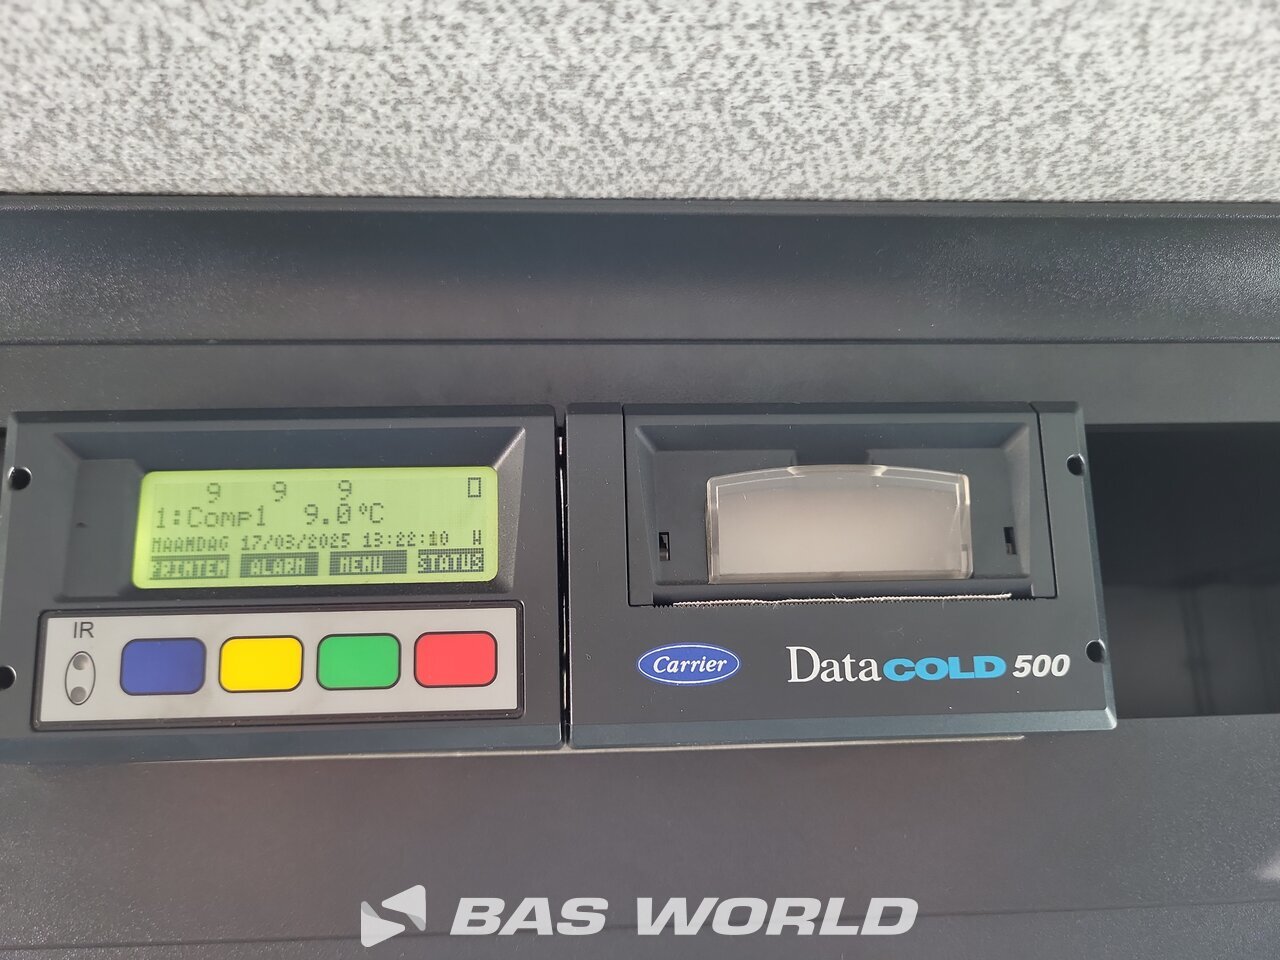 9 9 9
1:Comp1 9.0°C
MAANDAG 17/03/2025 13:22:10 W
PRINTEN ALARM MENU STATUS
IR
Carrier
DataCOLD 500
BAS WORLD